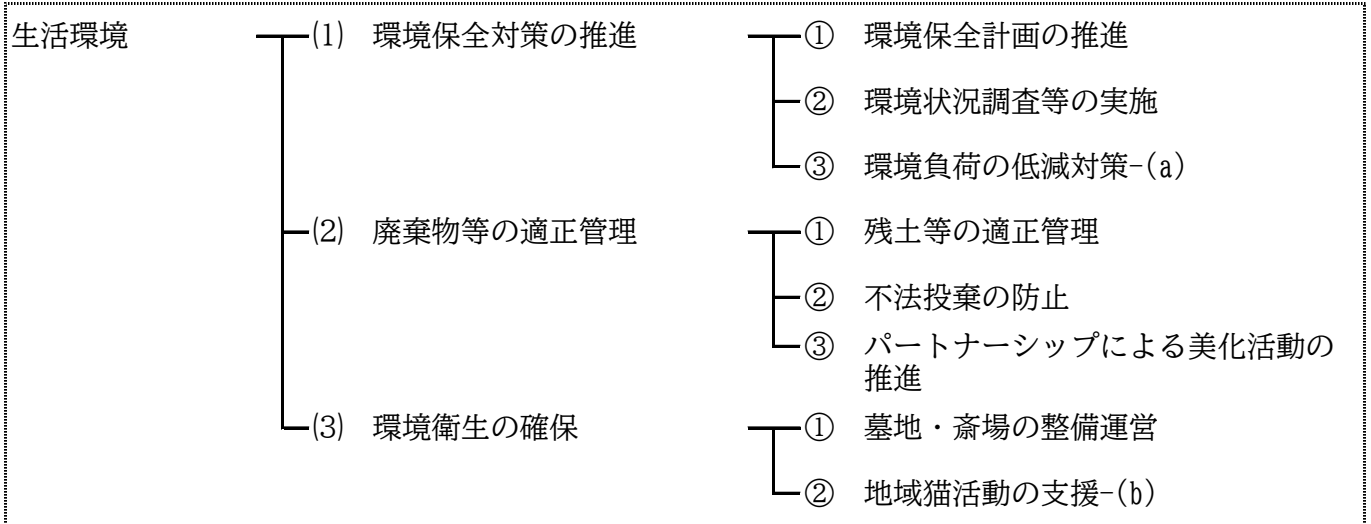 生活環境 ⑴ 環境保全対策の推進 ① 環境保全計画の推進
② 環境状況調査等の実施
③ 環境負荷の低減対策-(a)
⑵ 廃棄物等の適正管理 ① 残土等の適正管理
② 不法投棄の防止
③ パートナーシップによる美化活動の
推進
⑶ 環境衛生の確保 ① 墓地・斎場の整備運営
② 地域猫活動の支援-(b)